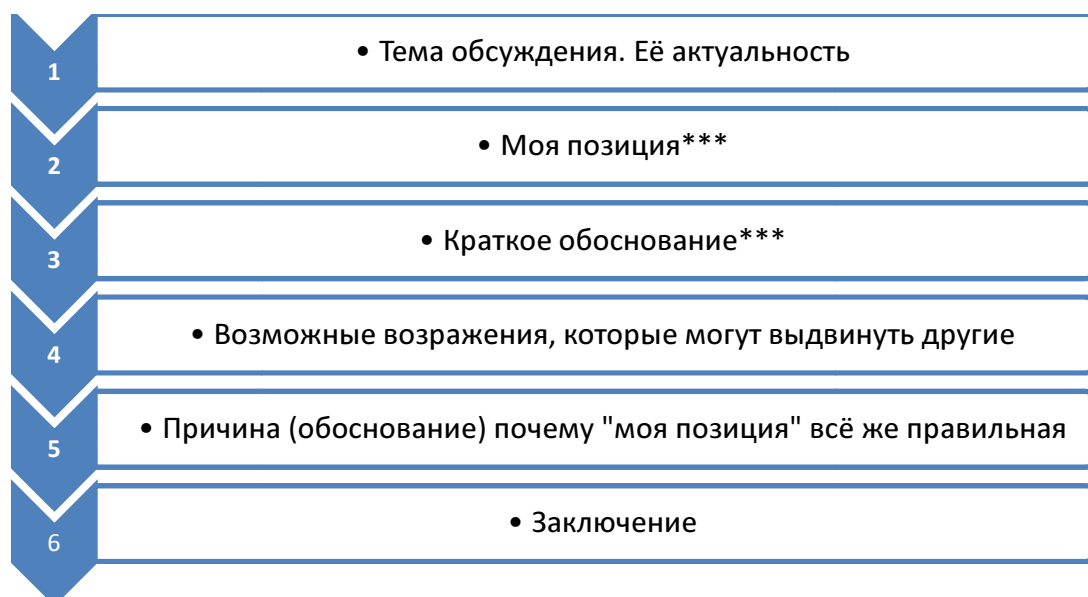 1
• Тема обсуждения. Её актуальность
2
• Моя позиция***
3
• Краткое обоснование***
4
• Возможные возражения, которые могут выдвинуть другие
5
• Причина (обоснование) почему "моя позиция" всё же правильная
6
• Заключение